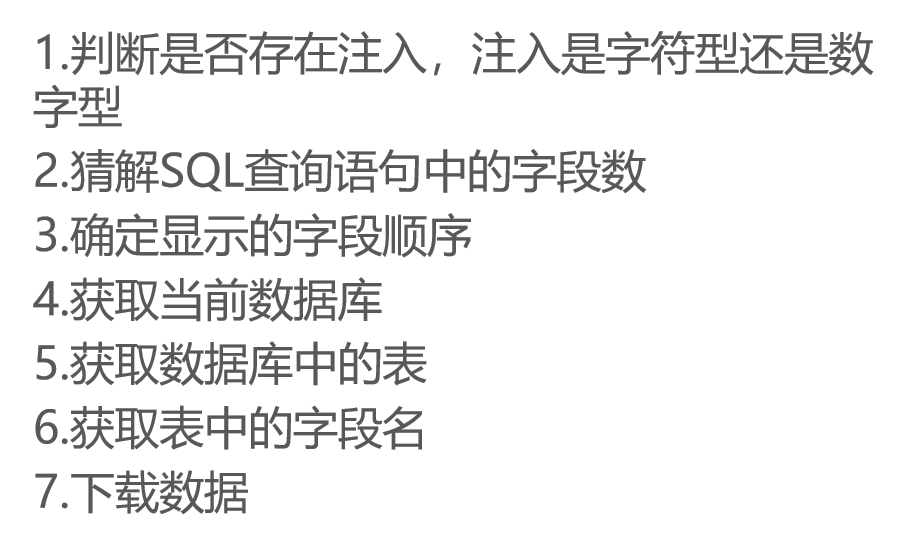 1.判断是否存在注入，注入是字符型还是数
字型
2.猜解SQL查询语句中的字段数
3.确定显示的字段顺序
4.获取当前数据库
5.获取数据库中的表
6.获取表中的字段名
7.下载数据